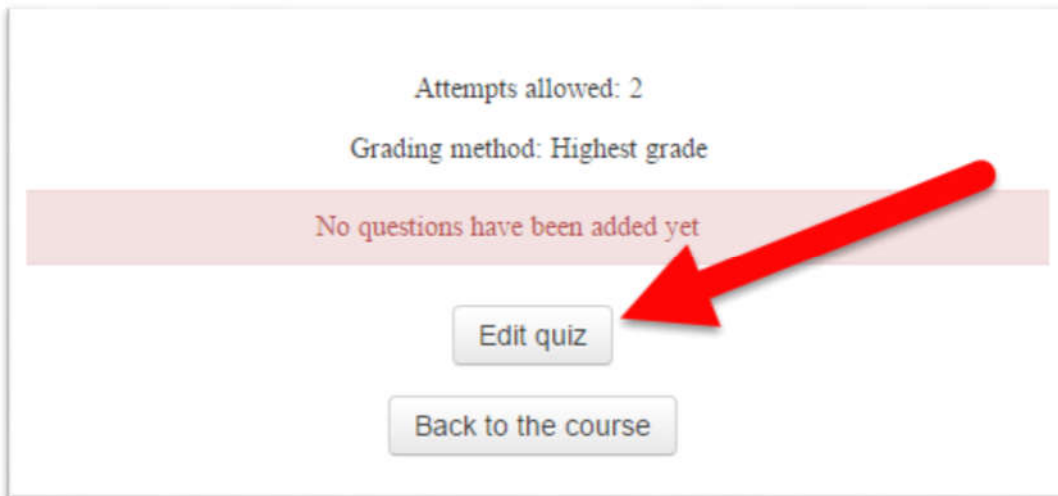 Attempts allowed: 2
Grading method: Highest grade
No questions have been added yet
Edit quiz
Back to the course